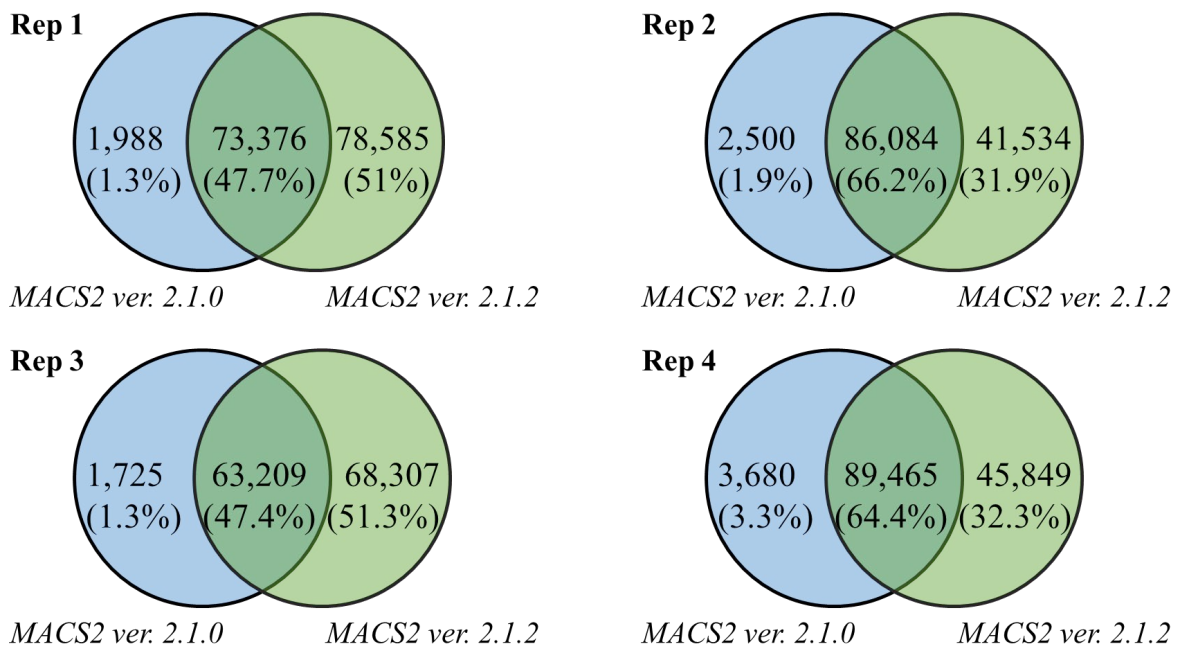 Rep 1
1,988 73,376 78,585
(1.3%) (47.7%) (51%)
MACS2 ver. 2.1.0 MACS2 ver. 2.1.2
Rep 2
2,500 86,084 41,534
(1.9%) (66.2%) (31.9%)
MACS2 ver. 2.1.0 MACS2 ver. 2.1.2
Rep 3
1,725 63,209 68,307
(1.3%) (47.4%) (51.3%)
MACS2 ver. 2.1.0 MACS2 ver. 2.1.2
Rep 4
3,680 89,465 45,849
(3.3%) (64.4%) (32.3%)
MACS2 ver. 2.1.0 MACS2 ver. 2.1.2